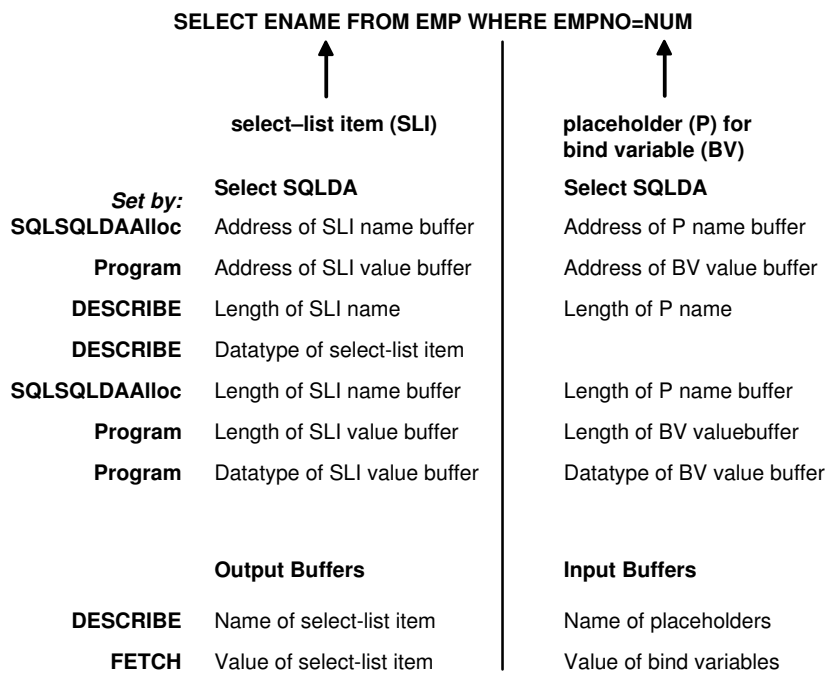 SELECT ENAME FROM EMP WHERE EMPNO=NUM
select–list item (SLI)
placeholder (P) for
bind variable (BV)
Set by:
Select SQLDA
Select SQLDA
SQLSQLDAAlloc Address of SLI name buffer Address of P name buffer
Program Address of SLI value buffer Address of BV value buffer
DESCRIBE Length of SLI name Length of P name
DESCRIBE Datatype of select-list item
SQLSQLDAAlloc Length of SLI name buffer Length of P name buffer
Program Length of SLI value buffer Length of BV valuebuffer
Program Datatype of SLI value buffer Datatype of BV value buffer
Output Buffers Input Buffers
DESCRIBE Name of select-list item Name of placeholders
FETCH Value of select-list item Value of bind variables